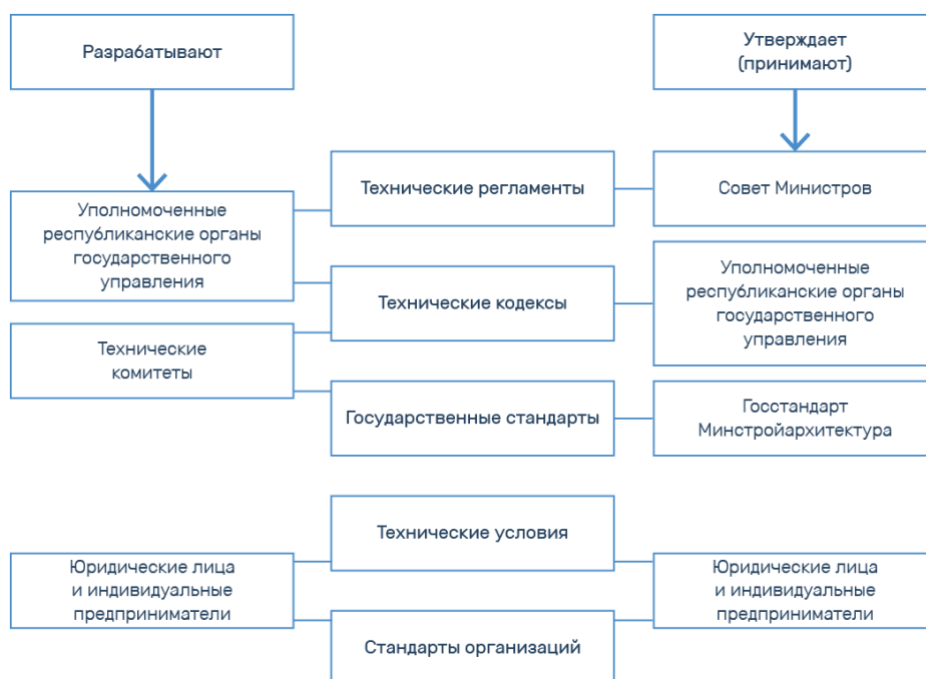 Разрабатывают
Утверждает
(принимают)
Технические регламенты
Совет Министров
Уполномоченные
республиканские органы
государственного
управления
Технические кодексы
Уполномоченные
республиканские органы
государственного
управления
Технические
комитеты
Государственные стандарты
Госстандарт
Минстройархитектура
Технические условия
Юридические лица
и индивидуальные
предприниматели
Юридические лица
и индивидуальные
предприниматели
Стандарты организаций